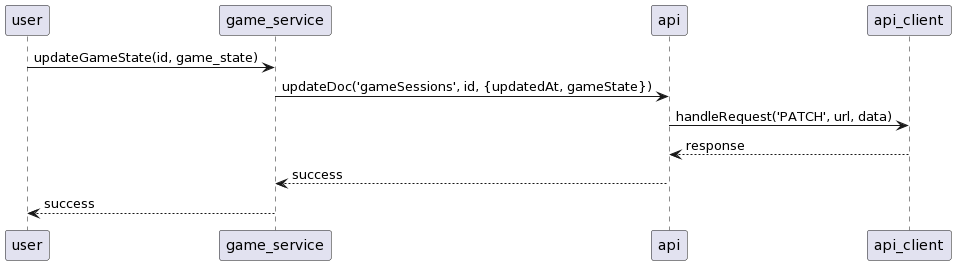 user game_service api api_client
updateGameState(id, game_state)
updateDoc('gameSessions', id, {updatedAt, gameState})
handleRequest('PATCH', url, data)
response
success
success
user game_service api api_client